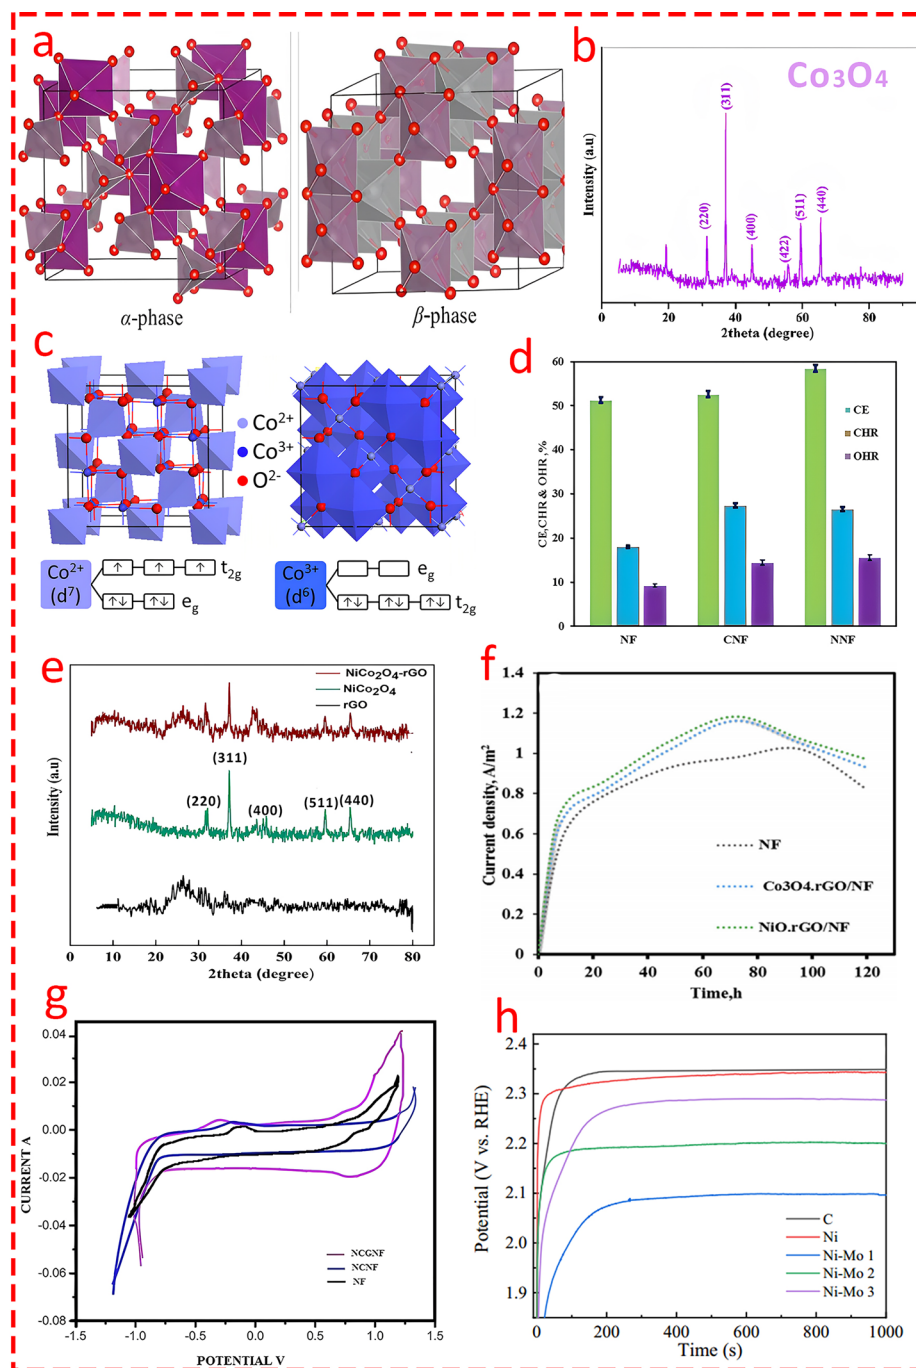 a
α-phase
β-phase
b
Co3O4
Intensity (a.u)
(220)
(311)
(400)
(422)
(511)
(440)
0
20
40
60
80
2theta (degree)
c
Co2+
Co3+
O2-
Co2+
(d7)
t2g
eg
Co3+
(d6)
eg
t2g
d
CE,CHR & OHR,%
60
50
40
30
20
10
0
CE
CHR
OHR
NF
CNF
NNF
e
NiCo2O4-rGO
NiCo2O4
rGO
Intensity (a.u)
(311)
(220)
(400)
(511)
(440)
0
10
20
30
40
50
60
70
80
2theta (degree)
f
Current density, A/m2
1.4
1.2
1
0.8
0.6
0.4
0.2
0
NF
Co3O4.rGO/NF
NiO.rGO/NF
0
20
40
60
80
100
120
Time,h
g
CURRENT A
0.04
0.02
0.00
-0.02
-0.04
-0.06
-0.08
NCGNF
NCNF
NF
-1.5
-1.0
-0.5
0.0
0.5
1.0
1.5
POTENTIAL V
h
Potential (V vs. RHE)
2.4
2.3
2.2
2.1
2.0
1.9
C
Ni
Ni-Mo 1
Ni-Mo 2
Ni-Mo 3
0
200
400
600
800
1000
Time (s)